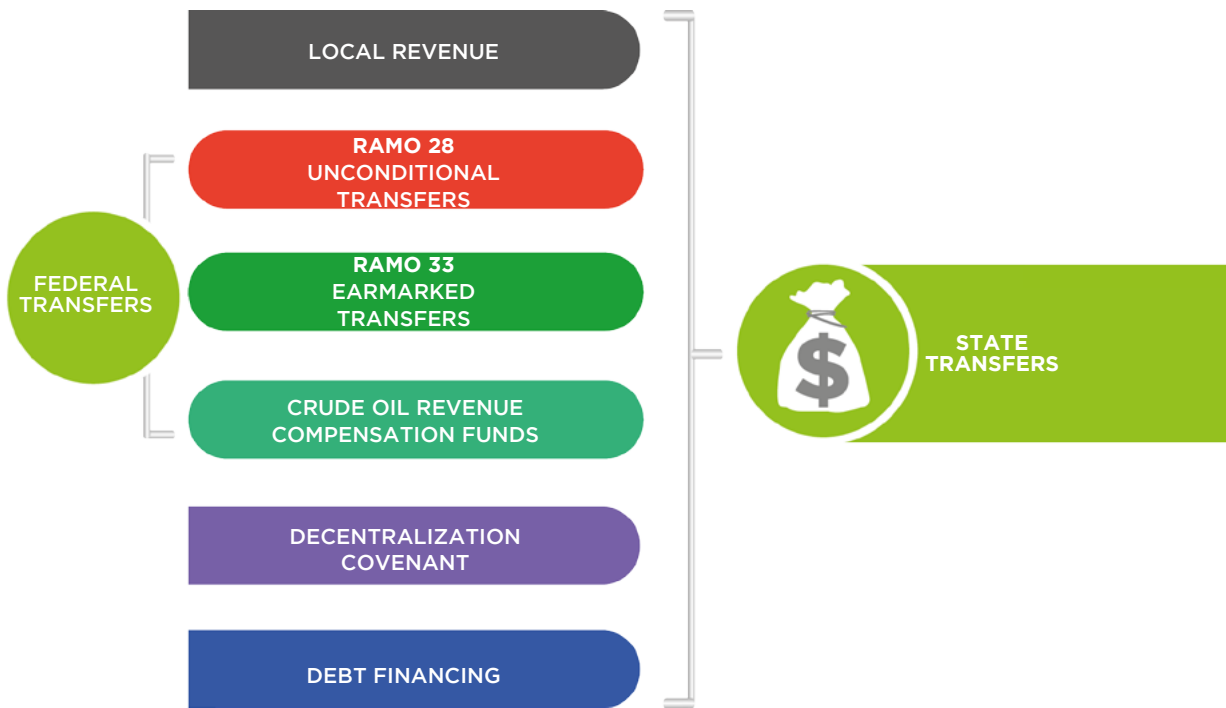 LOCAL REVENUE
RAMO 28
UNCONDITIONAL
TRANSFERS
RAMO 33
EARMARKED
TRANSFERS
FEDERAL
TRANSFERS
CRUDE OIL REVENUE
COMPENSATION FUNDS
DECENTRALIZATION
COVENANT
DEBT FINANCING
$
STATE
TRANSFERS